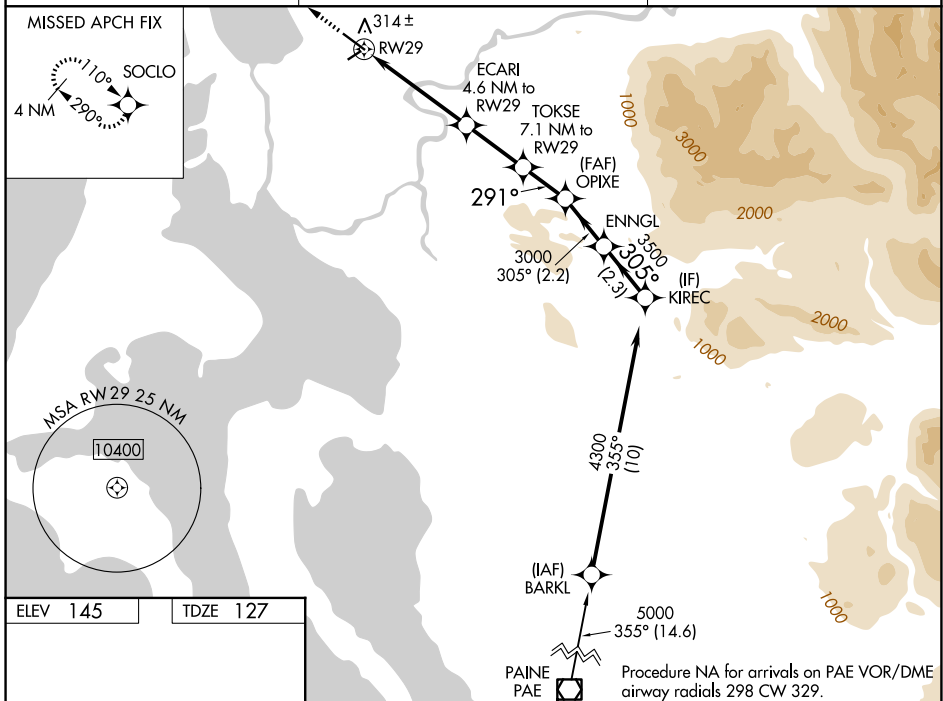 MISSED APCH FIX
110°
SOCLO
4 NM
290°
314 ±
RW29
ECARI
4.6 NM to
RW29
TOKSE
7.1 NM to
RW29
(FAF)
OPIXE
291°
ENNGL
3000
305° (2.2)
3500
305°
(2.3)
(IF)
KIREC
1000
3000
2000
2000
1000
MSA RW29 25 NM
10400
4300
355°
(10)
(IAF)
BARKL
1000
5000
355° (14.6)
ELEV 145
TDZE 127
PAINE
PAE
Procedure NA for arrivals on PAE VOR/DME
airway radials 298 CW 329.